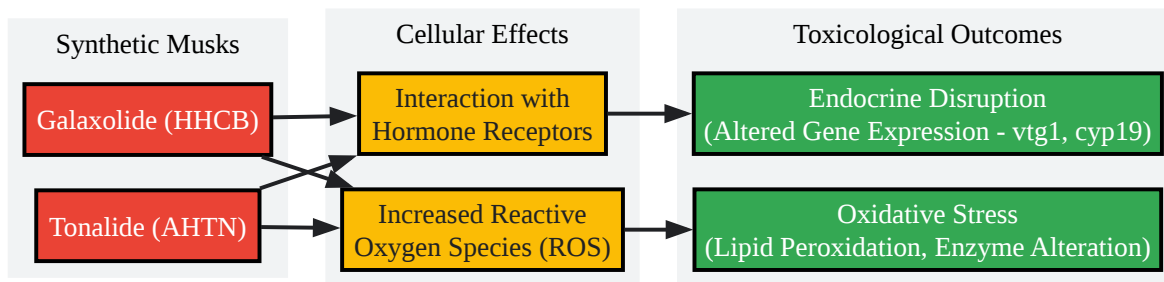 Synthetic Musks
Galaxolide (HHCB)
Tonalide (AHTN)
Cellular Effects
Interaction with
Hormone Receptors
Increased Reactive
Oxygen Species (ROS)
Toxicological Outcomes
Endocrine Disruption
(Altered Gene Expression - vtg1, cyp19)
Oxidative Stress
(Lipid Peroxidation, Enzyme Alteration)